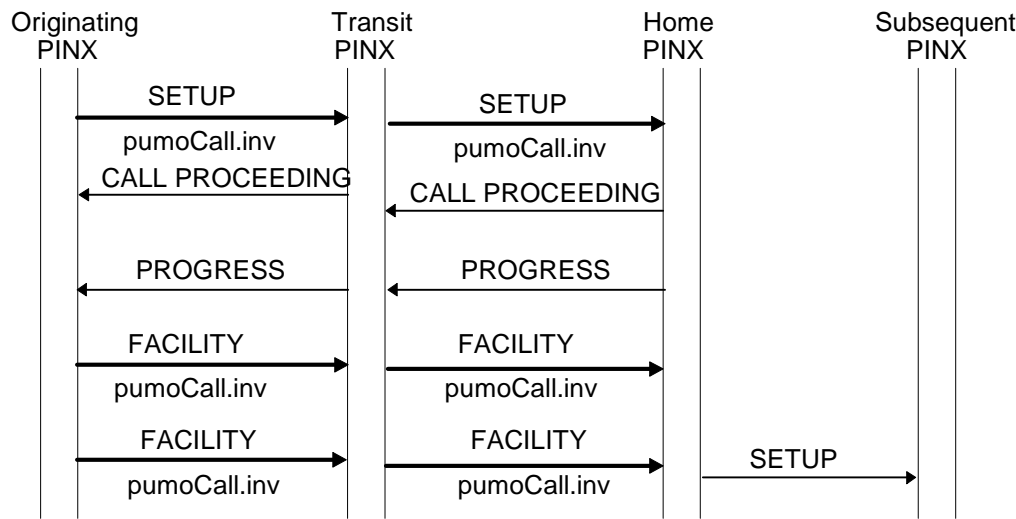 Originating PINX
Transit PINX
Home PINX
Subsequent PINX
SETUP
pumoCall.inv
SETUP
pumoCall.inv
CALL PROCEEDING
CALL PROCEEDING
PROGRESS
PROGRESS
FACILITY
pumoCall.inv
FACILITY
pumoCall.inv
FACILITY
pumoCall.inv
FACILITY
pumoCall.inv
SETUP